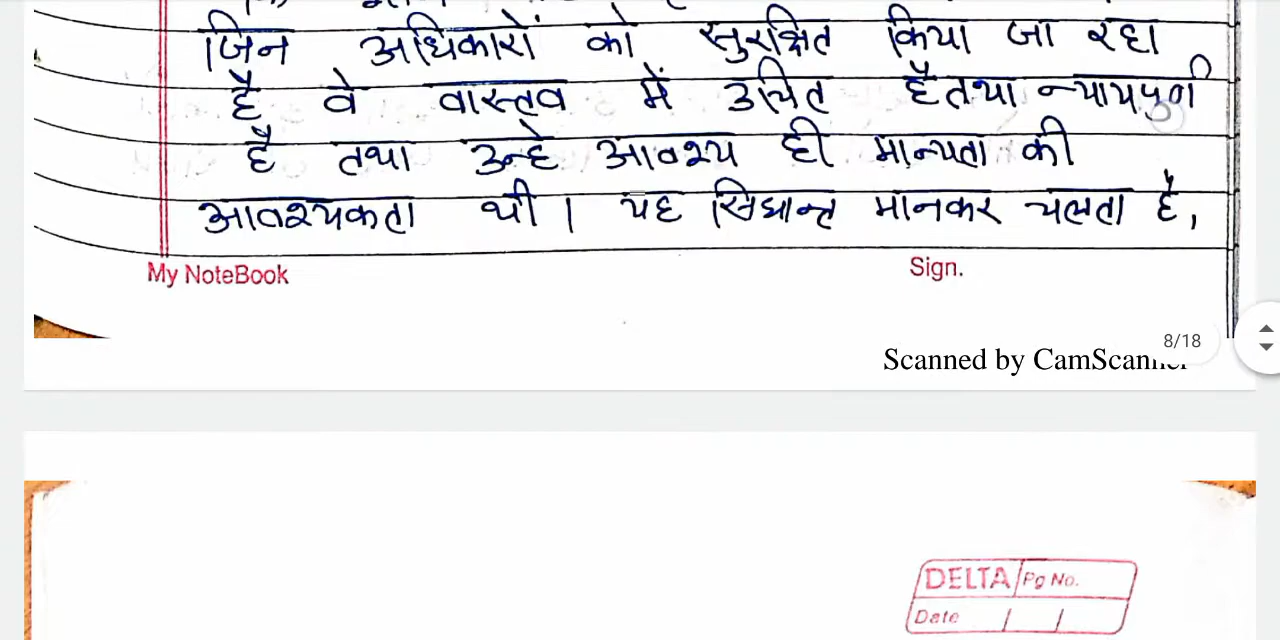 जिन अधिकारों को सुरक्षित किया जा रहा
है वे वास्तव में उचित है तथा न्यायपुर्ण
है तथा उन्हे आवश्य ही मान्यता की
आवश्यकता थी । यह सिधान्त मानकर चलता है,
My NoteBook Sign.
8/18
Scanned by CamScanner
DELTA Pg No.
Date / /